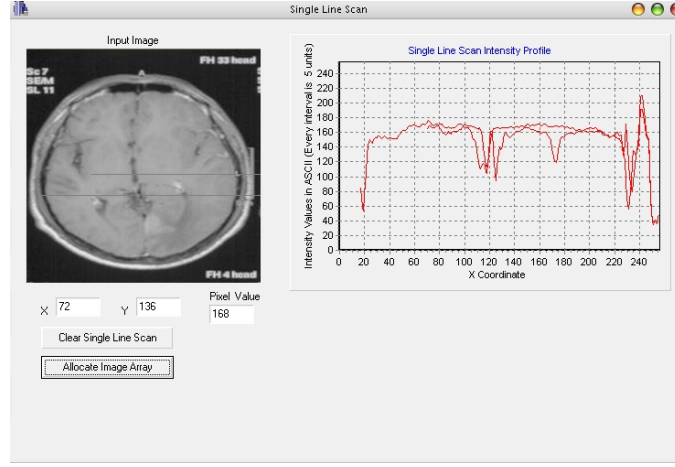 Single Line Scan
Input Image
FH 33 head
Sc 7
SE/M
SL 11
A
FH 4 head
X 72 Y 136
Pixel Value
168
Clear Single Line Scan
Allocate Image Array
Single Line Scan Intensity Profile
Intensity Values in ASCII (Every interval is 5 units)
240
220
200
180
160
140
120
100
80
60
40
20
0
0 20 40 60 80 100 120 140 160 180 200 220 240
X Coordinate